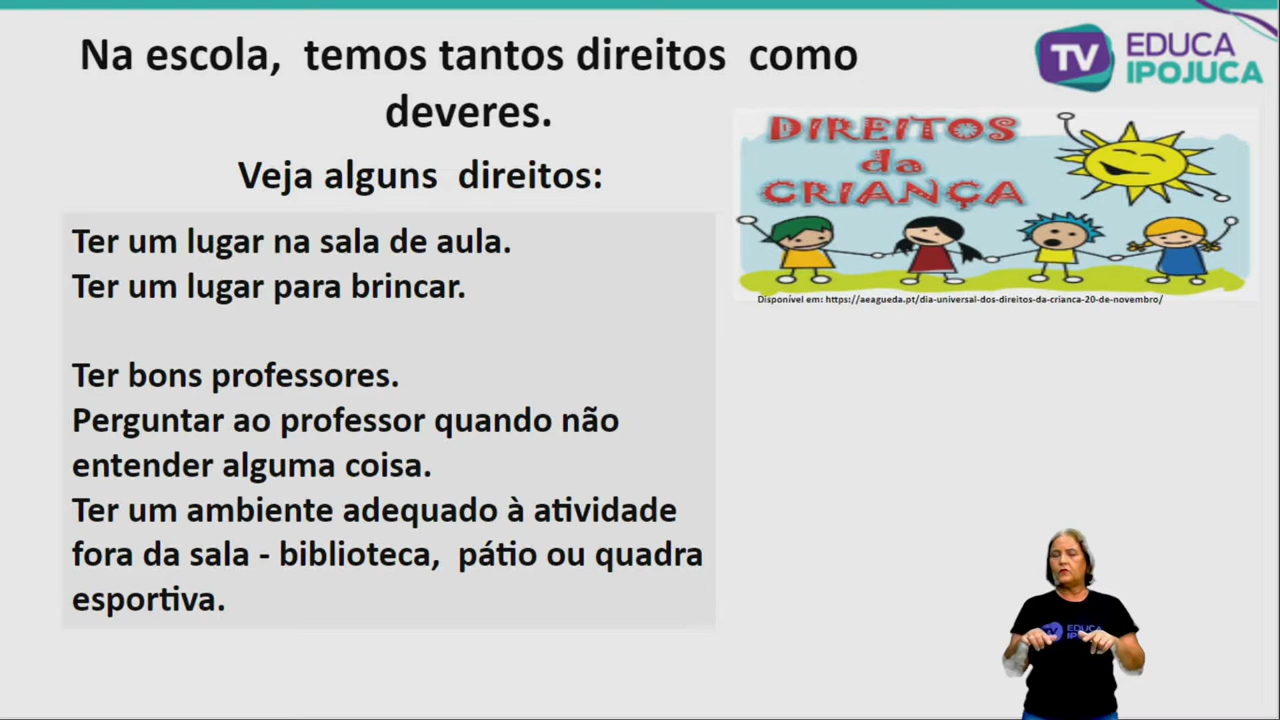 Na escola, temos tantos direitos como
deveres.
Veja alguns direitos:
Ter um lugar na sala de aula.
Ter um lugar para brincar.
Ter bons professores.
Perguntar ao professor quando não
entender alguma coisa.
Ter um ambiente adequado à atividade
fora da sala - biblioteca, pátio ou quadra
esportiva.
TV EDUCA
IPOJUCA
DIREITOS
da
CRIANÇA
Disponível em: https://aeagueda.pt/dia-universal-dos-direitos-da-crianca-20-de-novembro/
TV EDUCA